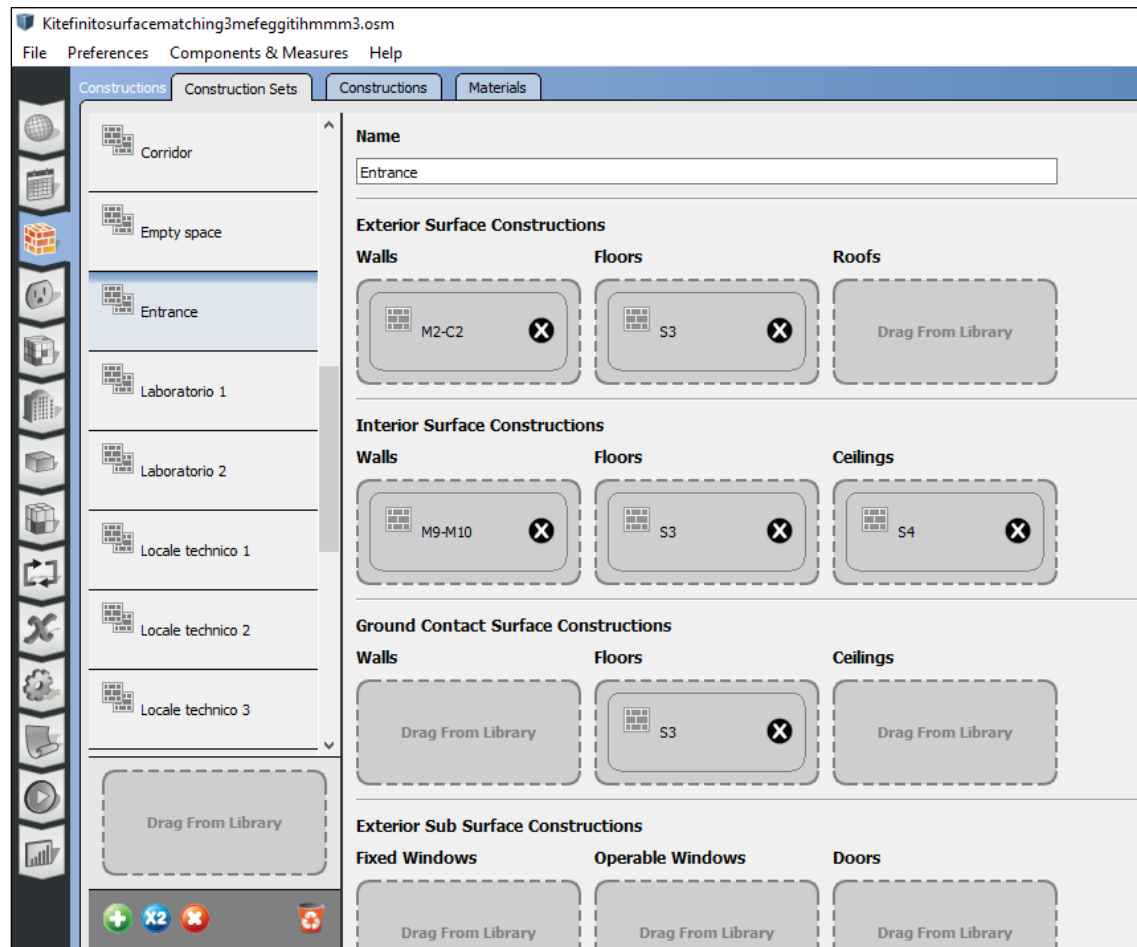 Kitefinitosurfacematching3mefeggitihmmm3.osm
File Preferences Components & Measures Help
Constructions Construction Sets Constructions Materials
Corridor
Empty space
Entrance
Laboratorio 1
Laboratorio 2
Locale technico 1
Locale technico 2
Locale technico 3
Drag From Library
X2
Name
Entrance
Exterior Surface Constructions
Walls Floors Roofs
M2-C2 S3 Drag From Library
Interior Surface Constructions
Walls Floors Ceilings
M9-M10 S3 S4
Ground Contact Surface Constructions
Walls Floors Ceilings
Drag From Library S3 Drag From Library
Exterior Sub Surface Constructions
Fixed Windows Operable Windows Doors
Drag From Library Drag From Library Drag From Library